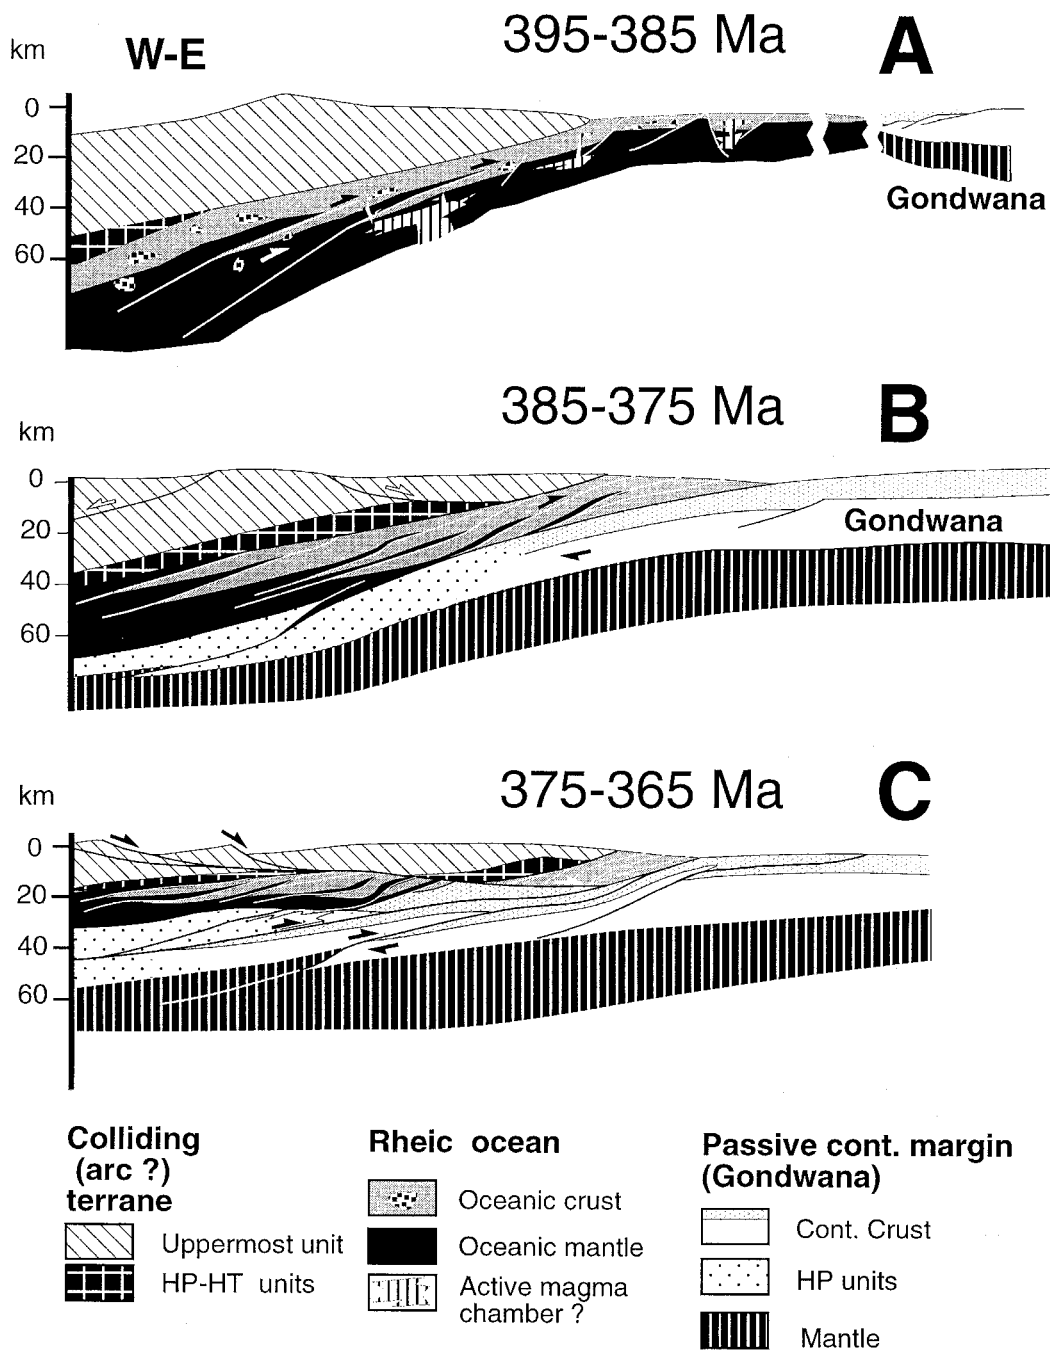 395-385 Ma
A
km
W-E
0
20
40
60
Gondwana
385-375 Ma
B
km
0
20
40
60
Gondwana
375-365 Ma
C
km
0
20
40
60
Colliding
(arc ?)
terrane
Uppermost unit
HP-HT units
Rheic ocean
Oceanic crust
Oceanic mantle
Active magma
chamber ?
Passive cont. margin
(Gondwana)
Cont. Crust
HP units
Mantle